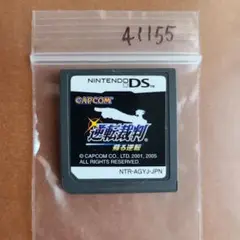 41155
NINTENDO DS™
CAPCOM®
逆転裁判
蘇る逆転
© CAPCOM CO., LTD. 2001, 2005
ALL RIGHTS RESERVED.
NTR-AGYJ-JPN